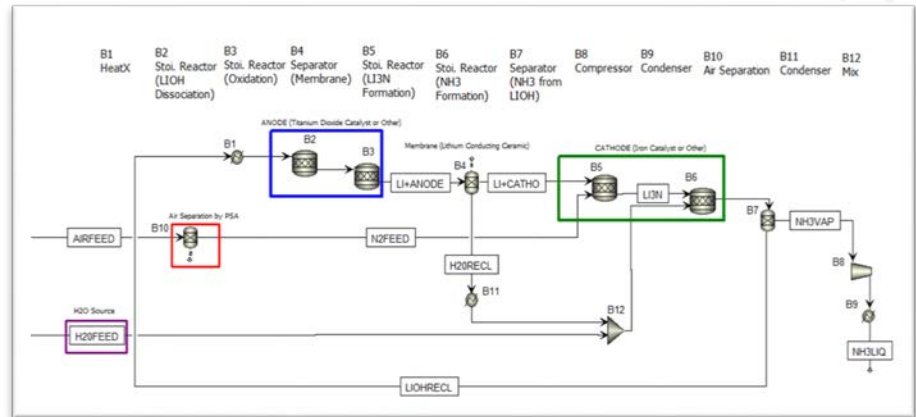 B1
HeatX
B2
Stoi. Reactor
(LIOH
Dissociation)
B3
Stoi. Reactor
(Oxidation)
B4
Separator
(Membrane)
B5
Stoi. Reactor
(LI3N
Formation)
B6
Stoi. Reactor
(NH3
Formation)
B7
Separator
(NH3 from
LIOH)
B8
Compressor
B9
Condenser
B10
Air Separation
B11
Condenser
B12
Mix
ANODE (Titanium Dioxide Catalyst or Other)
B1
B2
B3
LI+ANODE
Membrane (Lithium Conducting Ceramic)
B4
LI+CATHO
CATHODE (Iron Catalyst or Other)
B5
LI3N
B6
B7
NH3VAP
Air Separation by PSA
AIRFEED
B10
N2FEED
H20RECL
B8
B11
B12
B9
H2O Source
H20FEED
NH3LIQ
LIOHRECL